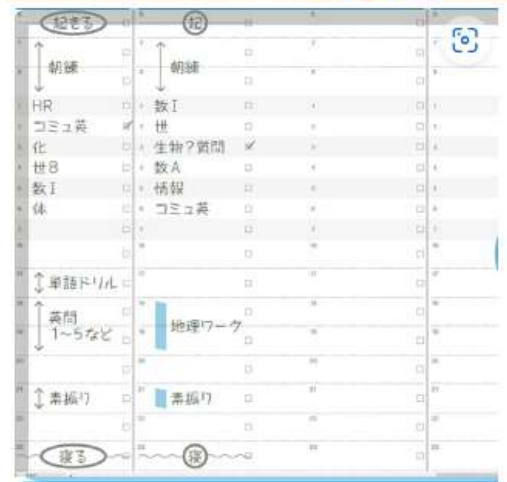 起きる
朝練
HR
コミュ英
化
世B
数I
体
単語ドリル
英問
1~5など
素振り
寝る
起
朝練
数I
世
生物?質問
数A
情報
コミュ英
地理ワーク
素振り
寝